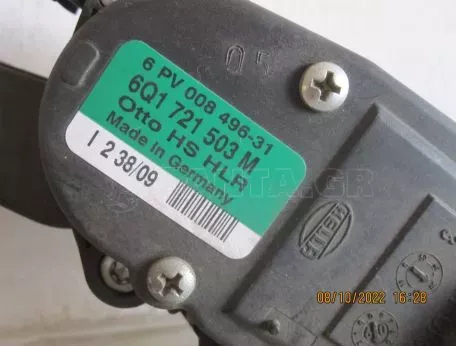 05
6 PV 008 496-31
6Q1 721 503 M
Otto HS HLR
Made in Germany
I 2 38/09
HELLA
08/10/2022 16:28